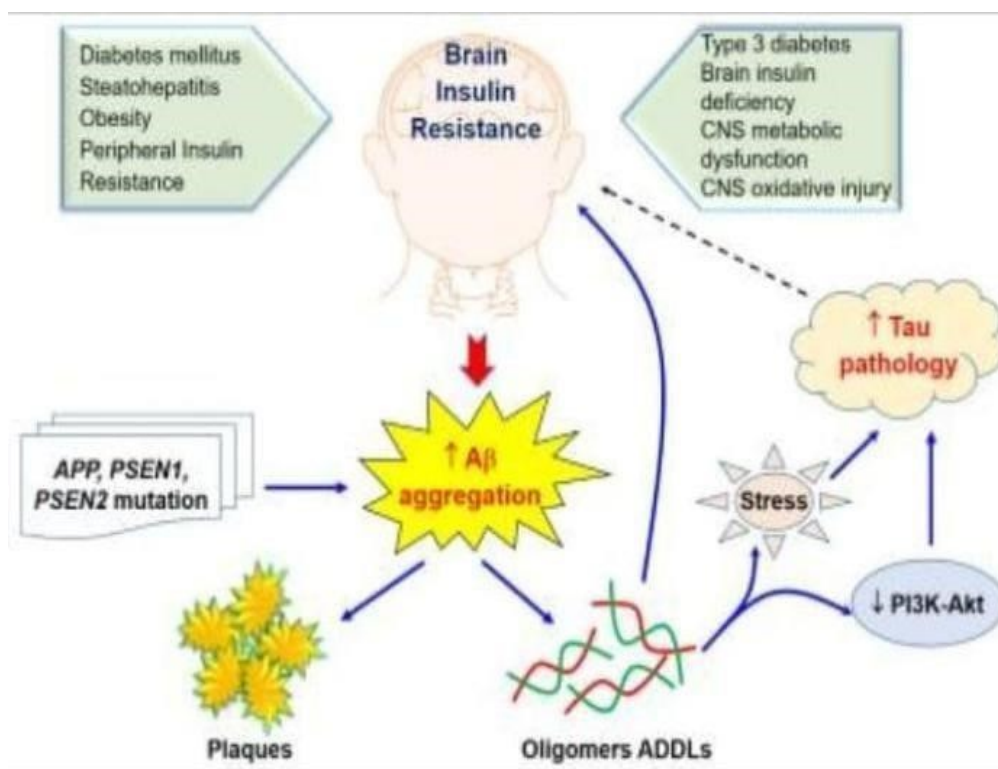 Diabetes mellitus
Steatohepatitis
Obesity
Peripheral Insulin
Resistance
Brain
Insulin
Resistance
Type 3 diabetes
Brain insulin
deficiency
CNS metabolic
dysfunction
CNS oxidative injury
↑ Tau
pathology
↑ Aβ
aggregation
APP, PSEN1,
PSEN2 mutation
Stress
↓ PI3K-Akt
Plaques
Oligomers ADDLs